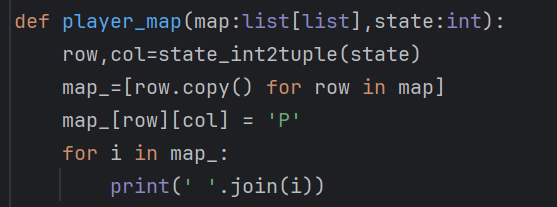 def player_map(map:list[list],state:int):
    row,col=state_int2tuple(state)
    map_=[row.copy() for row in map]
    map_[row][col] = 'P'
    for i in map_:
        print(' '.join(i))